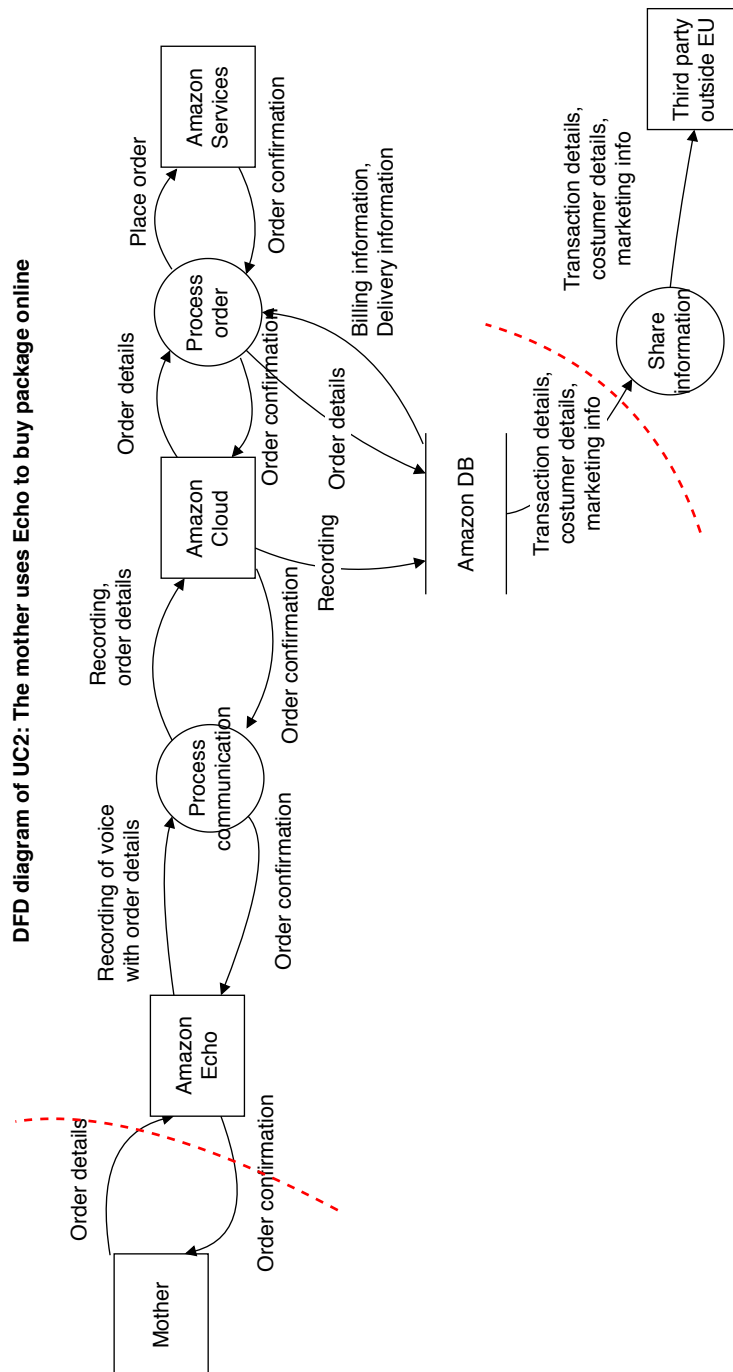 DFD diagram of UC2: The mother uses Echo to buy package online
Mother
Order details
Order confirmation
Amazon
Echo
Recording of voice
with order details
Order confirmation
Process
communication
Recording,
order details
Order confirmation
Amazon
Cloud
Recording
Order details
Order confirmation
Process
order
Order details
Billing information,
Delivery information
Place order
Order confirmation
Amazon
Services
Amazon DB
Transaction details,
costumer details,
marketing info
Share
information
Transaction details,
costumer details,
marketing info
Third party
outside EU